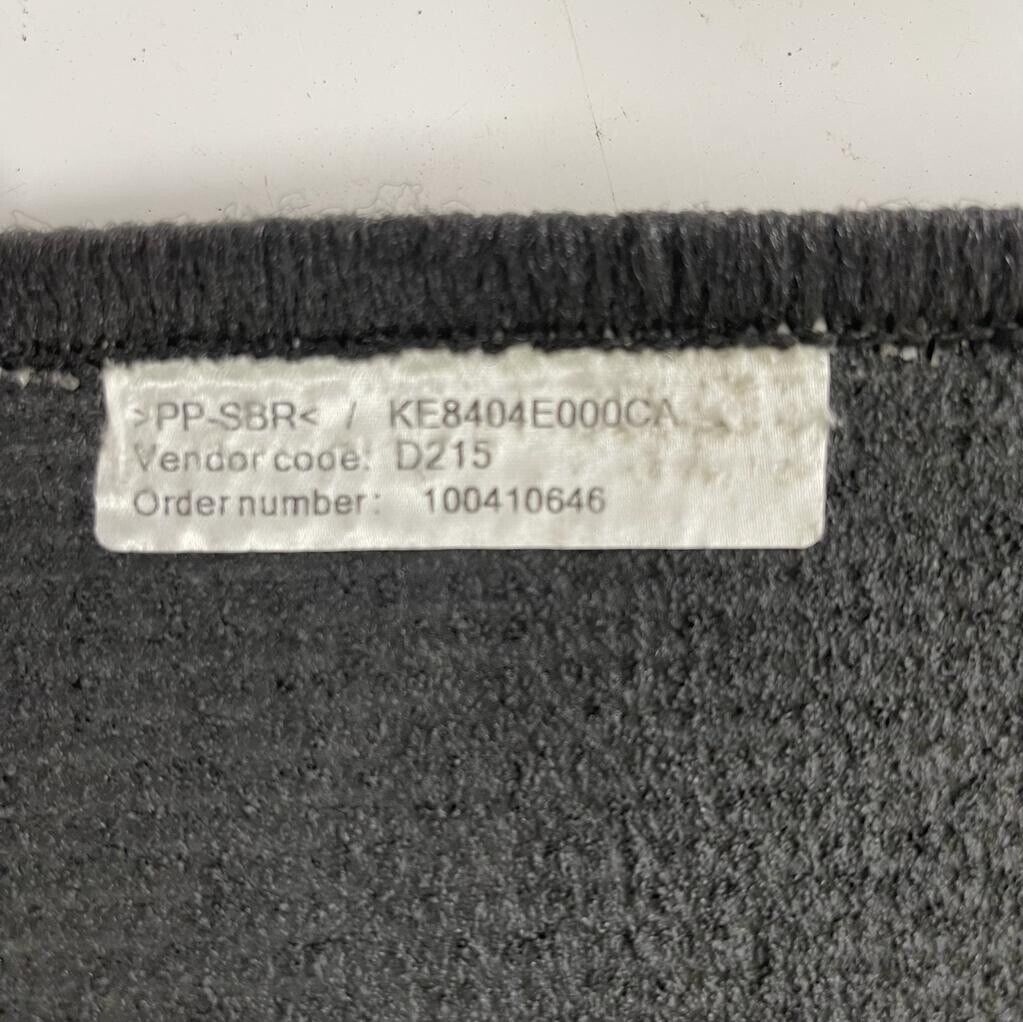 >PP-SBR< / KE8404E000CA
Vendor code: D215
Order number: 100410646